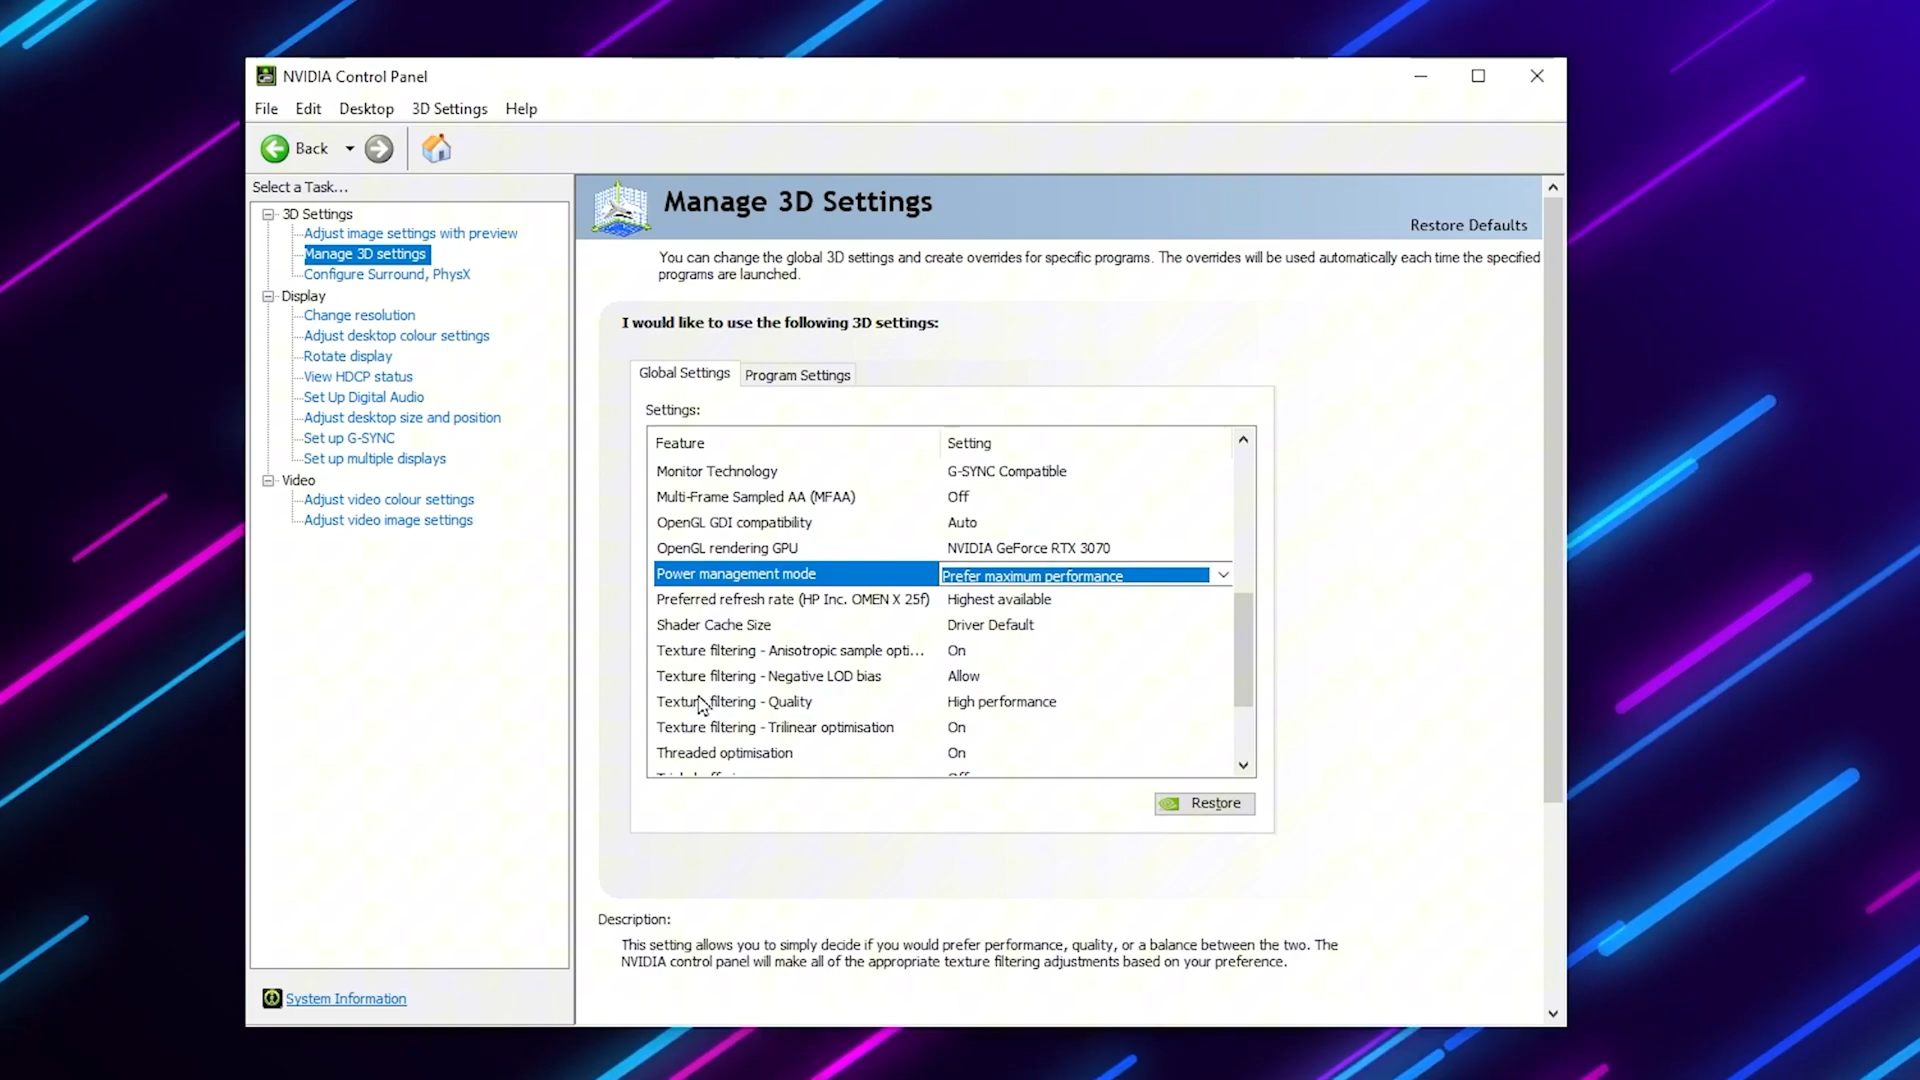 NVIDIA Control Panel
File Edit Desktop 3D Settings Help
Back
Select a Task...
3D Settings
Adjust image settings with preview
Manage 3D settings
Configure Surround, PhysX
Display
Change resolution
Adjust desktop colour settings
Rotate display
View HDCP status
Set Up Digital Audio
Adjust desktop size and position
Set up G-SYNC
Set up multiple displays
Video
Adjust video colour settings
Adjust video image settings
System Information
Manage 3D Settings
Restore Defaults
You can change the global 3D settings and create overrides for specific programs. The overrides will be used automatically each time the specified
programs are launched.
I would like to use the following 3D settings:
Global Settings Program Settings
Settings:
Feature Setting
Monitor Technology G-SYNC Compatible
Multi-Frame Sampled AA (MFAA) Off
OpenGL GDI compatibility Auto
OpenGL rendering GPU NVIDIA GeForce RTX 3070
Power management mode Prefer maximum performance
Preferred refresh rate (HP Inc. OMEN X 25f) Highest available
Shader Cache Size Driver Default
Texture filtering - Anisotropic sample opti... On
Texture filtering - Negative LOD bias Allow
Texture filtering - Quality High performance
Texture filtering - Trilinear optimisation On
Threaded optimisation On
Restore
Description:
This setting allows you to simply decide if you would prefer performance, quality, or a balance between the two. The
NVIDIA control panel will make all of the appropriate texture filtering adjustments based on your preference.